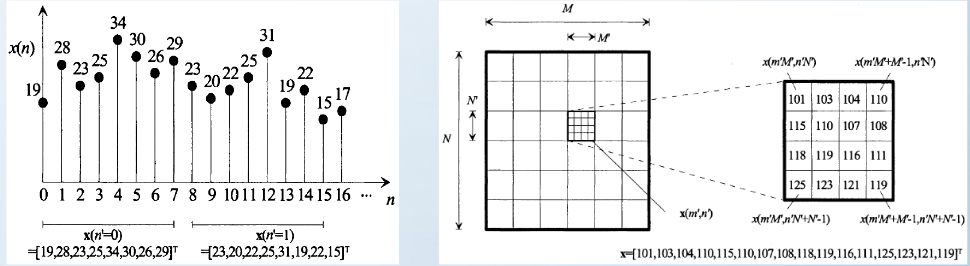 34
31
30
29
28
26
25
25
23
23
22
22
20
19
19
17
15
x(n)
0 1 2 3 4 5 6 7 8 9 10 11 12 13 14 15 16 ... n
x(n'=0)
=[19,28,23,25,34,30,26,29]ᵀ
x(n'=1)
=[23,20,22,25,31,19,22,15]ᵀ
M
M'
N'
N
x(m',n')
x(m'M',n'N') x(m'M'+M'-1,n'N')
101 103 104 110
115 110 107 108
118 119 116 111
125 123 121 119
x(m'M',n'N'+N'-1) x(m'M'+M'-1,n'N'+N'-1)
x=[101,103,104,110,115,110,107,108,118,119,116,111,125,123,121,119]ᵀ